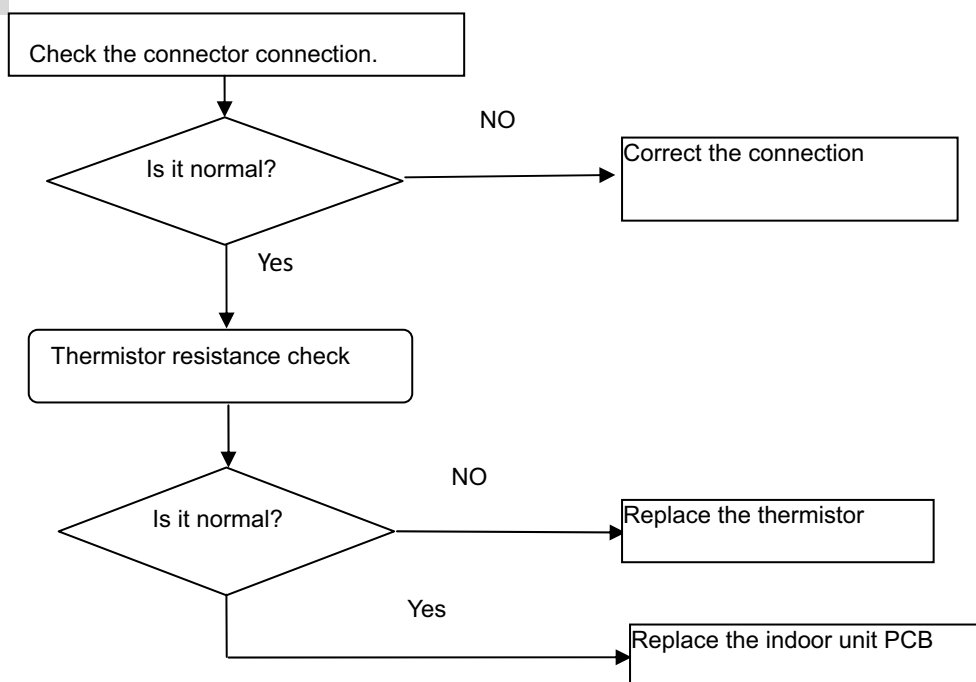 Check the connector connection.
NO
Correct the connection
Is it normal?
Yes
Thermistor resistance check
NO
Replace the thermistor
Is it normal?
Yes
Replace the indoor unit PCB